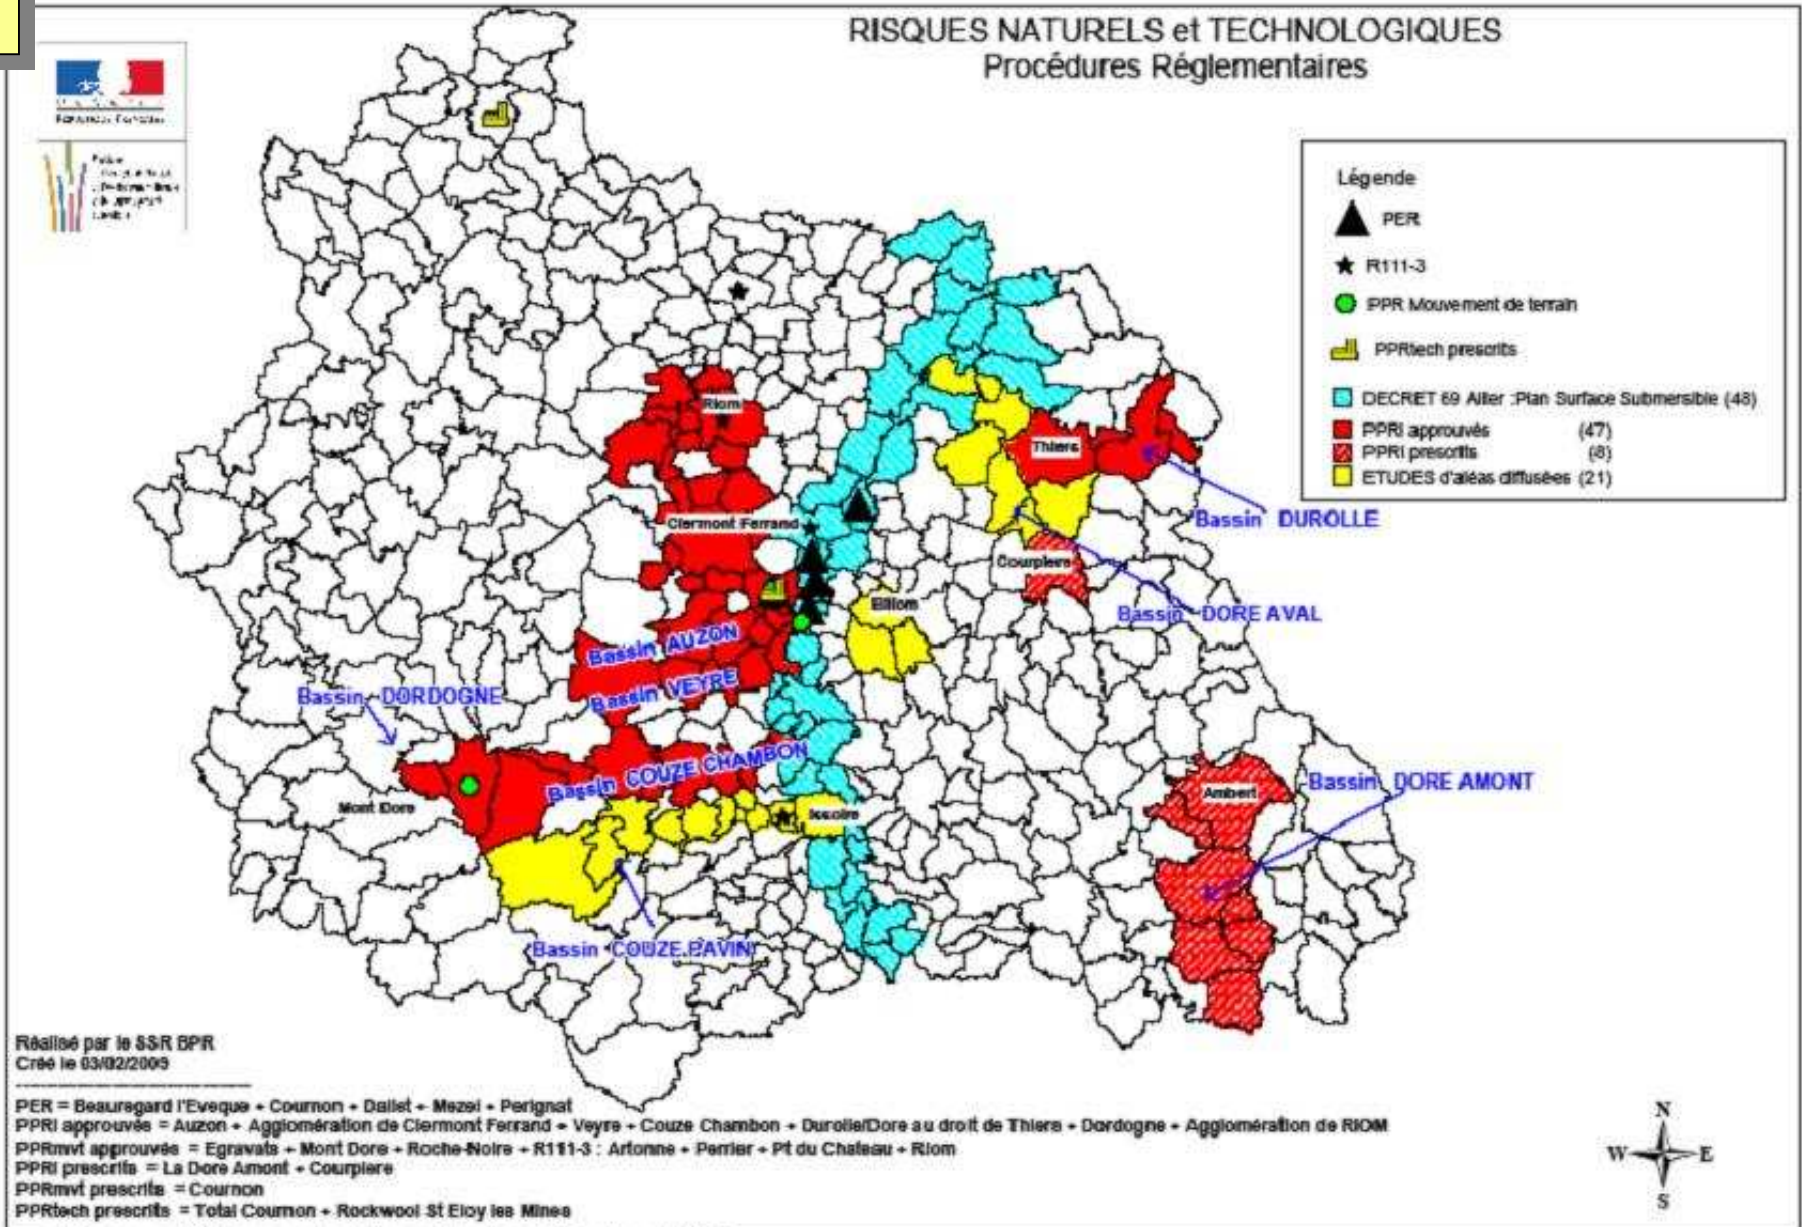 RISQUES NATURELS et TECHNOLOGIQUES
Procédures Réglementaires
Légende
PER
R111-3
PPR Mouvement de terrain
PPRtech prescrits
DECRET 69 Allier :Plan Surface Submersible (48)
PPRI approuvés (47)
PPRI prescrits (8)
ETUDES d'aléas diffusées (21)
Riom
Thiers
Clermont Ferrand
Bassin DUROLLE
Courpiere
Billom
Bassin DORE AVAL
Bassin AUZON
Bassin VEYRE
Bassin DORDOGNE
Bassin COUZE CHAMBON
Mont Dore
Issoire
Ambert
Bassin DORE AMONT
Bassin COUZE PAVIN
Réalisé par le SSR BPR
Créé le 03/02/2009
PER = Beauregard l'Eveque + Cournon + Dallet + Mezel + Perignat
PPRI approuvés = Auzon + Agglomération de Clermont Ferrand + Veyre + Couze Chambon + Durolle/Dore au droit de Thiers + Dordogne + Agglomération de RIOM
PPRmvt approuvés = Egravats + Mont Dore + Roche-Noire + R111-3 : Artonne + Perrier + Pt du Chateau + Riom
PPRI prescrits = La Dore Amont + Courpiere
PPRmvt prescrits = Cournon
PPRtech prescrits = Total Cournon + Rockwool St Eloy les Mines
N
W E
S